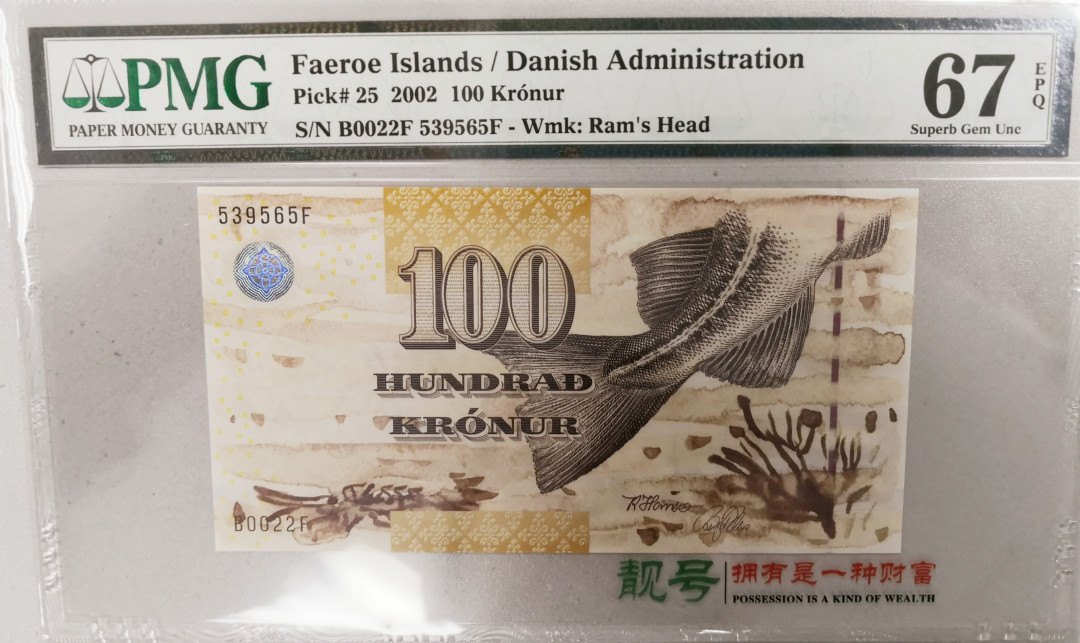 PMG
PAPER MONEY GUARANTY
Faeroe Islands / Danish Administration
Pick# 25 2002 100 Krónur
S/N B0022F 539565F - Wmk: Ram's Head
67
EPQ
Superb Gem Unc
539565F
100
HUNDRAÐ
KRÓNUR
B0022F
靓号
拥有是一种财富
POSSESSION IS A KIND OF WEALTH